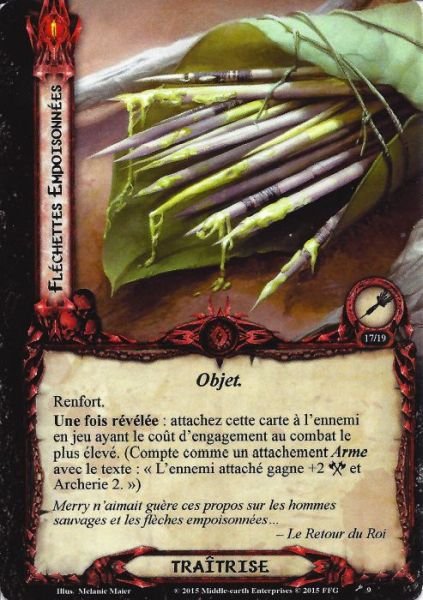 FLÉCHETTES EMPOISONNÉES
17/19
Objet.
Renfort.
Une fois révélée : attachez cette carte à l'ennemi
en jeu ayant le coût d'engagement au combat le
plus élevé. (Compte comme un attachement Arme
avec le texte : « L'ennemi attaché gagne +2 et
Archerie 2. »)
Merry n'aimait guère ces propos sur les hommes
sauvages et les flèches empoisonnées…
– Le Retour du Roi
TRAÎTRISE
Illus. Melanie Maier
© 2015 Middle-earth Enterprises © 2015 FFG
9